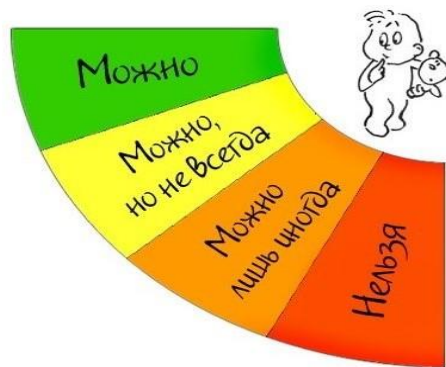 Можно
Можно,
но не всегда
Можно
лишь иногда
Нельзя